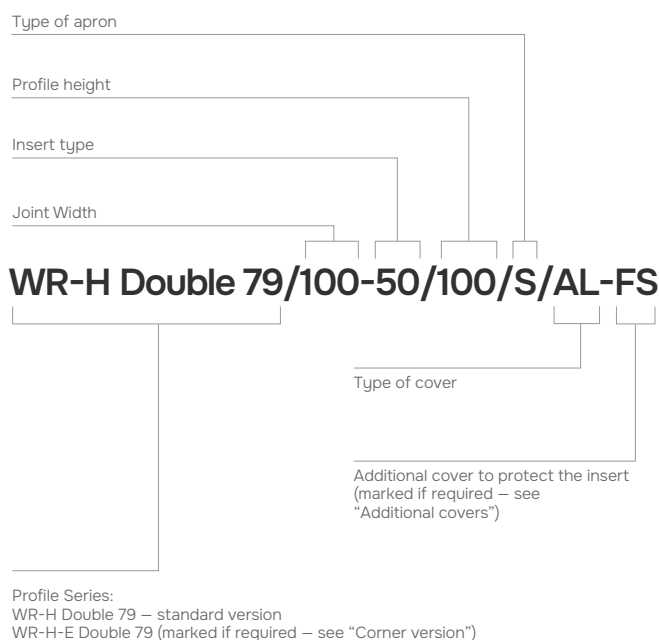 Type of apron
Profile height
Insert type
Joint Width
WR-H Double 79/100-50/100/S/AL-FS
Type of cover
Additional cover to protect the insert
(marked if required — see
“Additional covers”)
Profile Series:
WR-H Double 79 — standard version
WR-H-E Double 79 (marked if required — see “Corner version”)